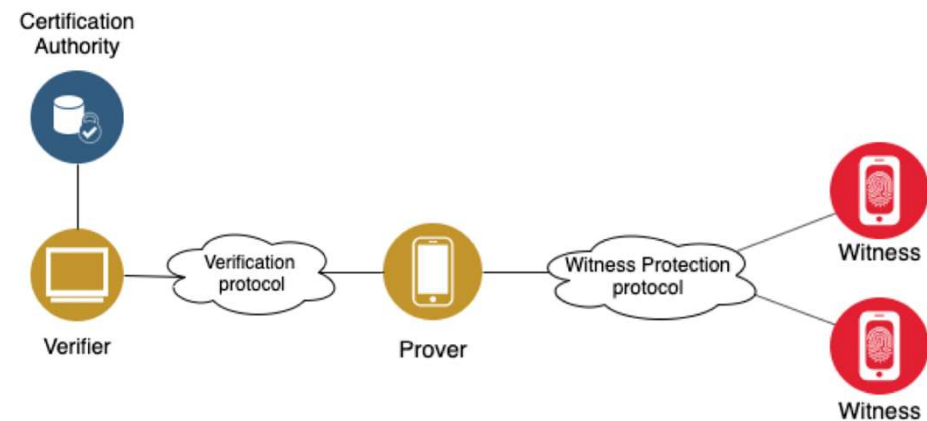 Certification
Authority
Verification
protocol
Witness Protection
protocol
Witness
Verifier
Prover
Witness